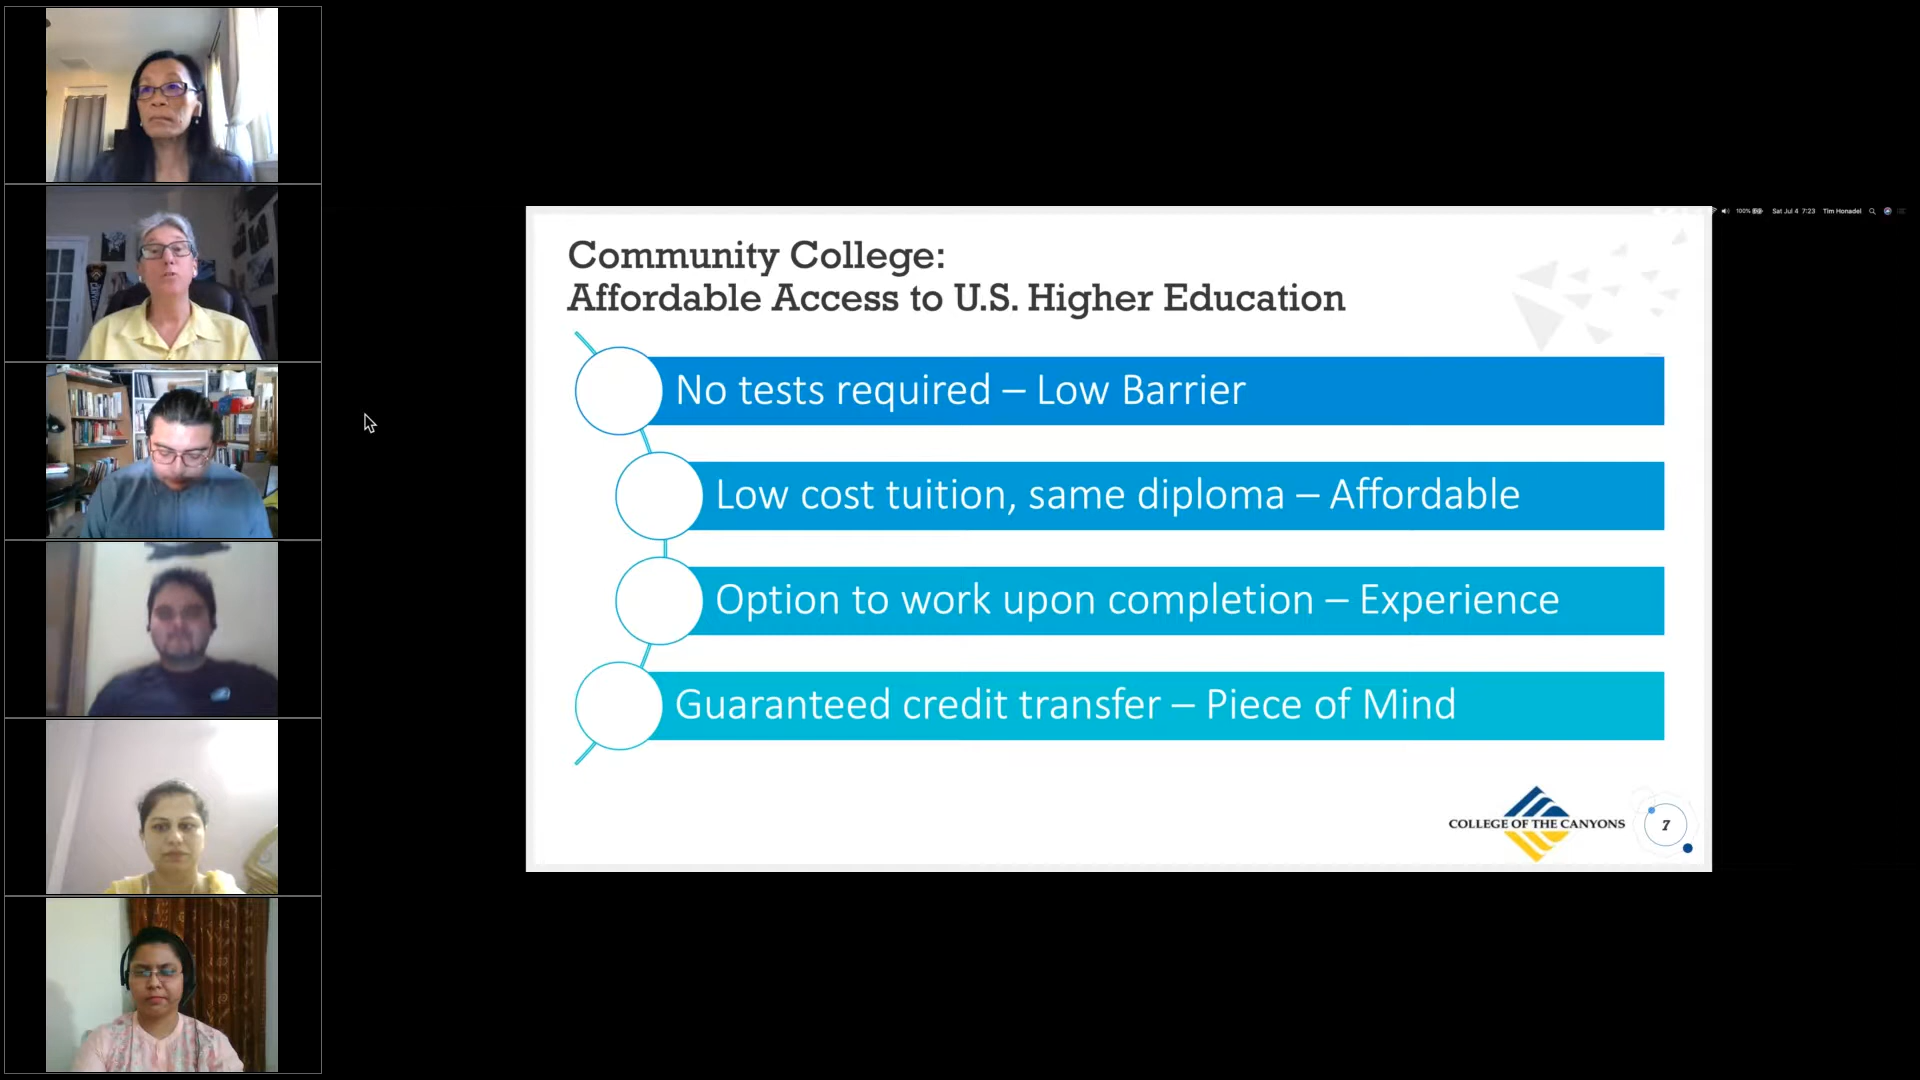 100% Sat Jul 4 7:23 Tim Honadel
Community College:
Affordable Access to U.S. Higher Education
No tests required – Low Barrier
Low cost tuition, same diploma – Affordable
Option to work upon completion – Experience
Guaranteed credit transfer – Piece of Mind
COLLEGE OF THE CANYONS
7